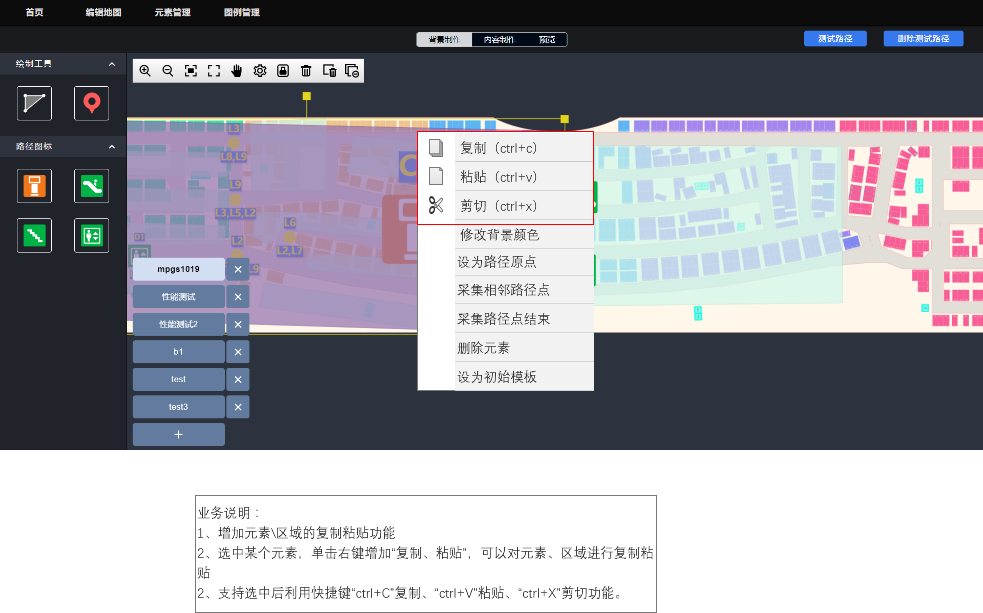 首页 编辑地图 元素管理 图例管理
背景制作 内容制作 预览 测试路径 删除测试路径
绘制工具
路径图标
L3
L8 L9
L9
L3 L5 L2
L6
D1
L2
L2 L7
L9
复制（ctrl+c）
粘贴（ctrl+v）
剪切（ctrl+x）
修改背景颜色
设为路径原点
采集相邻路径点
采集路径点结束
删除元素
设为初始模板
mpgs1019
性能测试
性能测试2
b1
test
test3
+
业务说明：
1、增加元素\区域的复制粘贴功能
2、选中某个元素，单击右键增加“复制、粘贴”，可以对元素、区域进行复制粘
贴
2、支持选中后利用快捷键“ctrl+C”复制、“ctrl+V”粘贴、“ctrl+X”剪切功能。